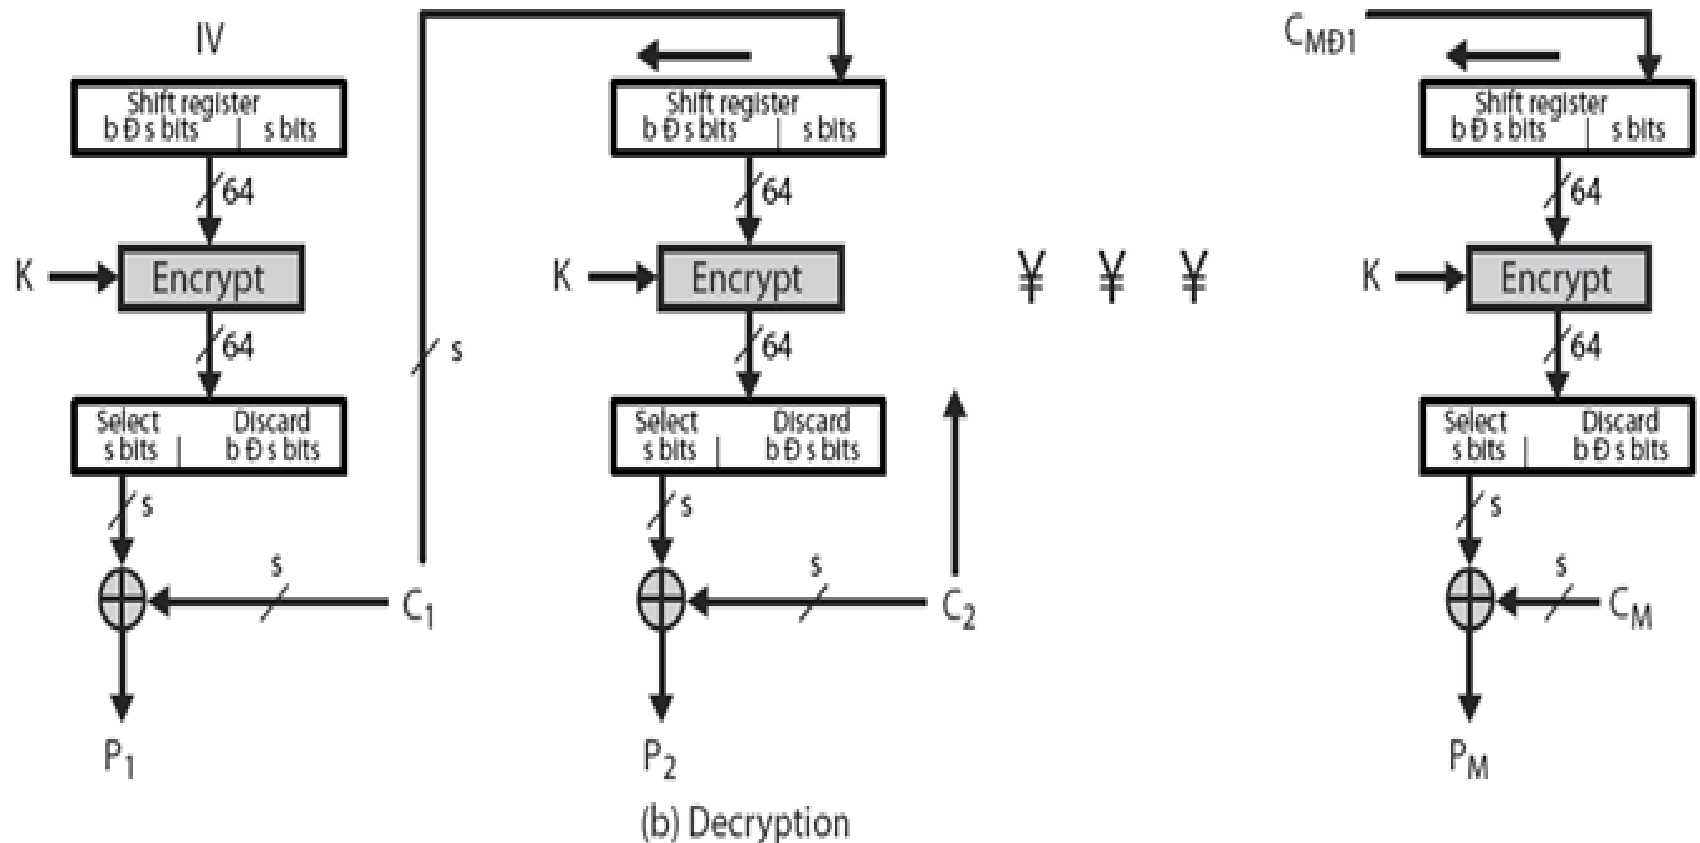 IV
Shift register
b Đ s bits | s bits
64
K
Encrypt
64
Select Discard
s bits | b Đ s bits
s
s
C1
P1
s
Shift register
b Đ s bits | s bits
64
K
Encrypt
64
Select Discard
s bits | b Đ s bits
s
s
C2
P2
¥ ¥ ¥
CMĐ1
Shift register
b Đ s bits | s bits
64
K
Encrypt
64
Select Discard
s bits | b Đ s bits
s
s
CM
PM
(b) Decryption